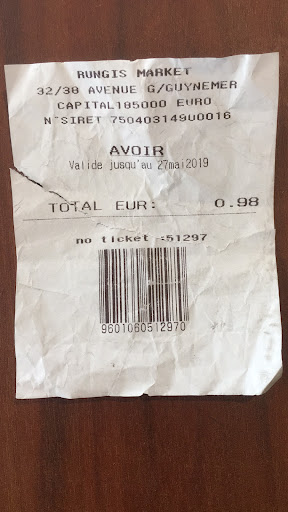 RUNGIS MARKET
32/38 AVENUE G/GUYNEMER
CAPITAL185000 EURO
N°SIRET 75040314900016
AVOIR
Valide jusqu'au 27mai2019
TOTAL EUR: 0.98
no ticket :51297
9601060512970